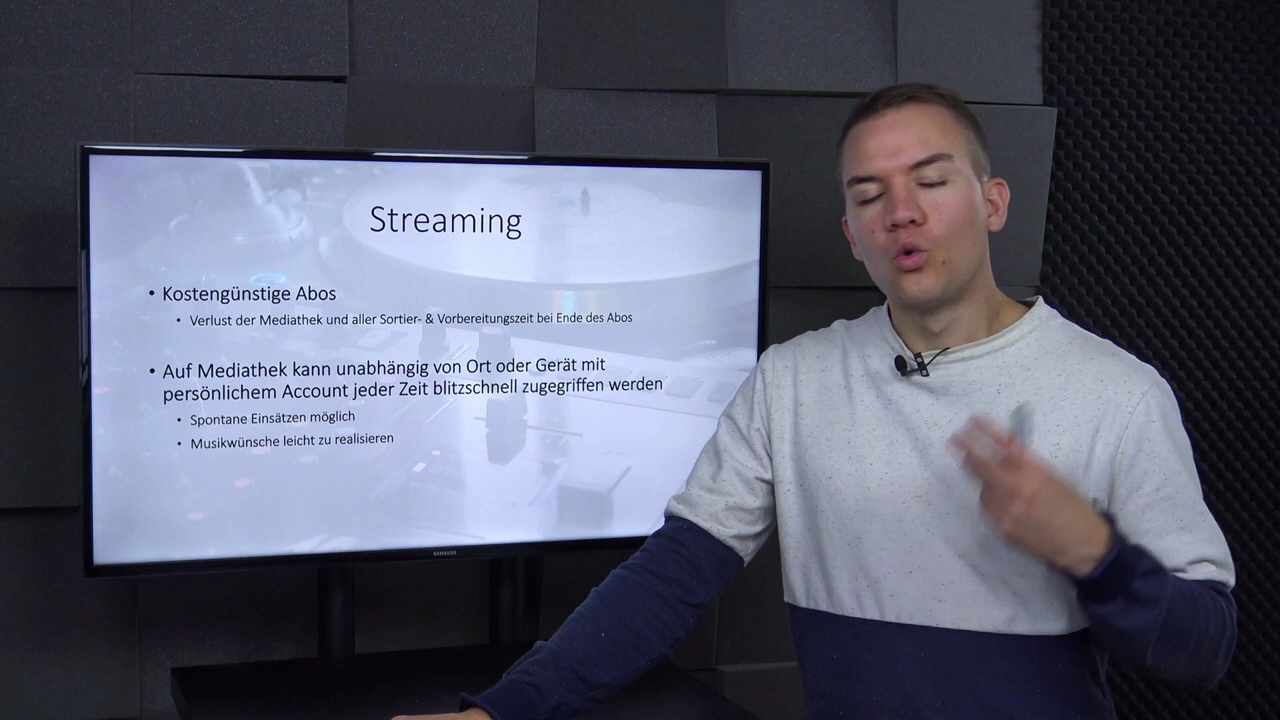 Streaming
• Kostengünstige Abos
• Verlust der Mediathek und aller Sortier- & Vorbereitungszeit bei Ende des Abos
• Auf Mediathek kann unabhängig von Ort oder Gerät mit
persönlichem Account jeder Zeit blitzschnell zugegriffen werden
• Spontane Einsätzen möglich
• Musikwünsche leicht zu realisieren
SAMSUNG